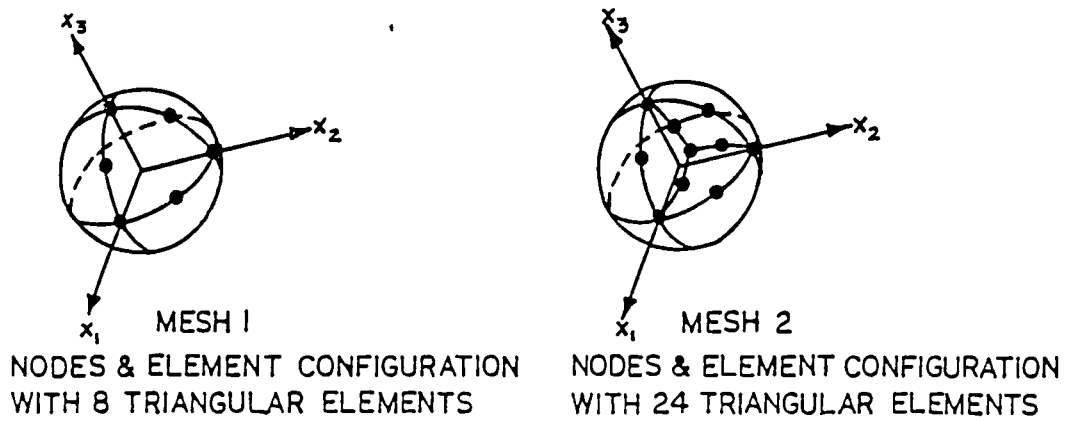 x₃
x₂
x₁
MESH 1
NODES & ELEMENT CONFIGURATION
WITH 8 TRIANGULAR ELEMENTS
x₃
x₂
x₁
MESH 2
NODES & ELEMENT CONFIGURATION
WITH 24 TRIANGULAR ELEMENTS